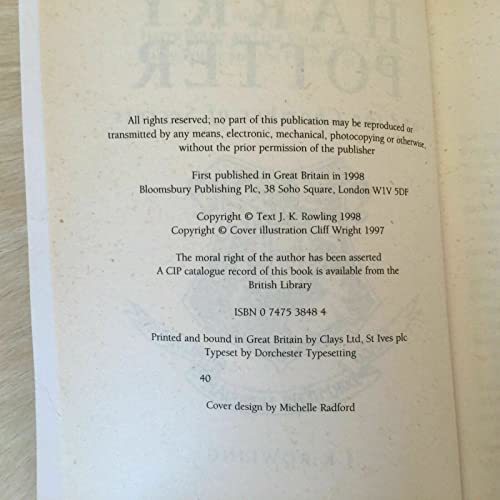 All rights reserved; no part of this publication may be reproduced or
transmitted by any means, electronic, mechanical, photocopying or otherwise,
without the prior permission of the publisher
First published in Great Britain in 1998
Bloomsbury Publishing Plc, 38 Soho Square, London W1V 5DF
Copyright © Text J. K. Rowling 1998
Copyright © Cover illustration Cliff Wright 1997
The moral right of the author has been asserted
A CIP catalogue record of this book is available from the
British Library
ISBN 0 7475 3848 4
Printed and bound in Great Britain by Clays Ltd, St Ives plc
Typeset by Dorchester Typesetting
40
Cover design by Michelle Radford
HARRY
POTTER
J. K. ROWLING